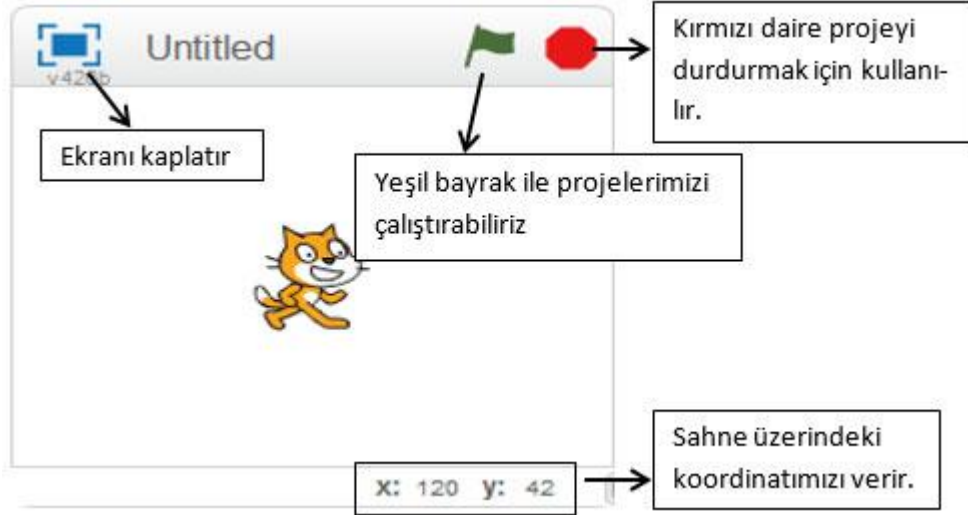 Untitled
Kırmızı daire projeyi
durdurmak için kullanı-
lır.
Ekranı kaplatır
Yeşil bayrak ile projelerimizi
çalıştırabiliriz
Sahne üzerindeki
koordinatımızı verir.
x: 120 y: 42